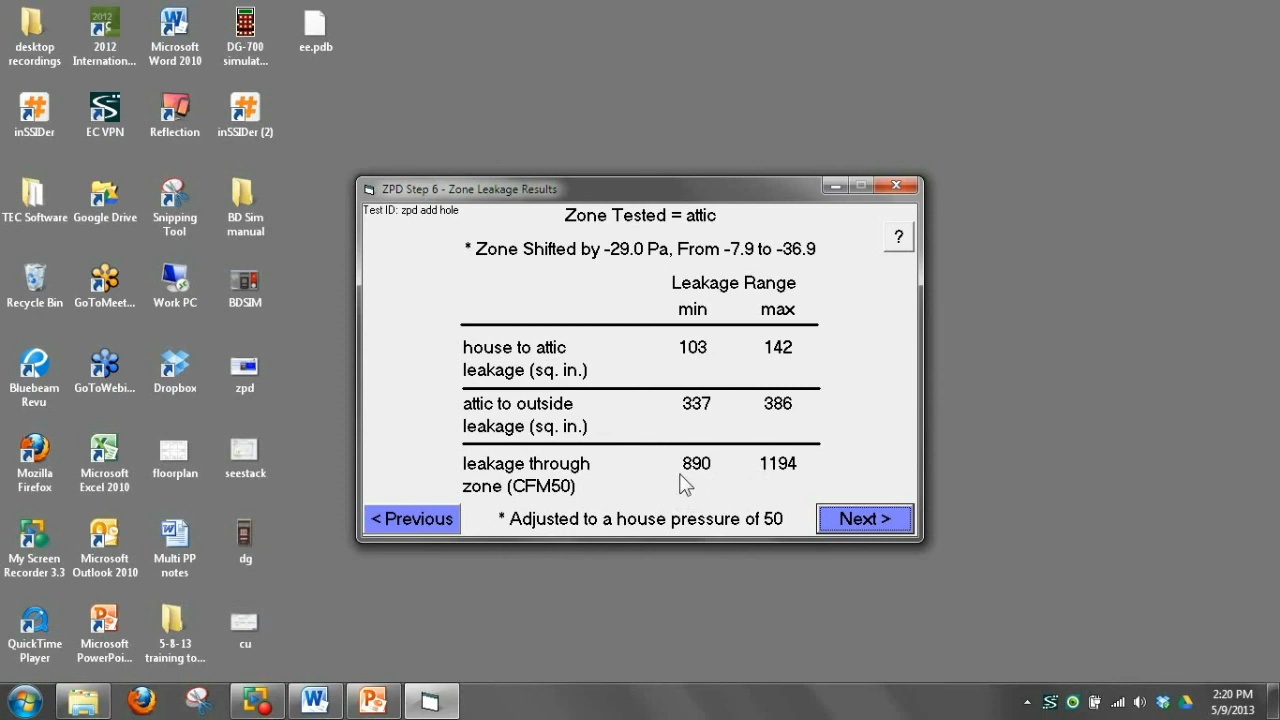 desktop
recordings
2012
2012
Internation...
Microsoft
Word 2010
DG-700
simulat...
ee.pdb
inSSIDer
EC VPN
Reflection
inSSIDer (2)
TEC Software
Google Drive
Snipping
Tool
BD Sim
manual
Recycle Bin
GoToMeet...
Work PC
BDSIM
Bluebeam
Revu
GoToWebi...
Dropbox
zpd
Mozilla
Firefox
Microsoft
Excel 2010
floorplan
seestack
My Screen
Recorder 3.3
Microsoft
Outlook 2010
Multi PP
notes
dg
QuickTime
Player
Microsoft
PowerPoi...
5-8-13
training to...
cu
ZPD Step 6 - Zone Leakage Results
Test ID: zpd add hole
Zone Tested = attic
?
* Zone Shifted by -29.0 Pa, From -7.9 to -36.9
Leakage Range
min max
house to attic 103 142
leakage (sq. in.)
attic to outside 337 386
leakage (sq. in.)
leakage through 890 1194
zone (CFM50)
< Previous * Adjusted to a house pressure of 50 Next >
2:20 PM
5/9/2013